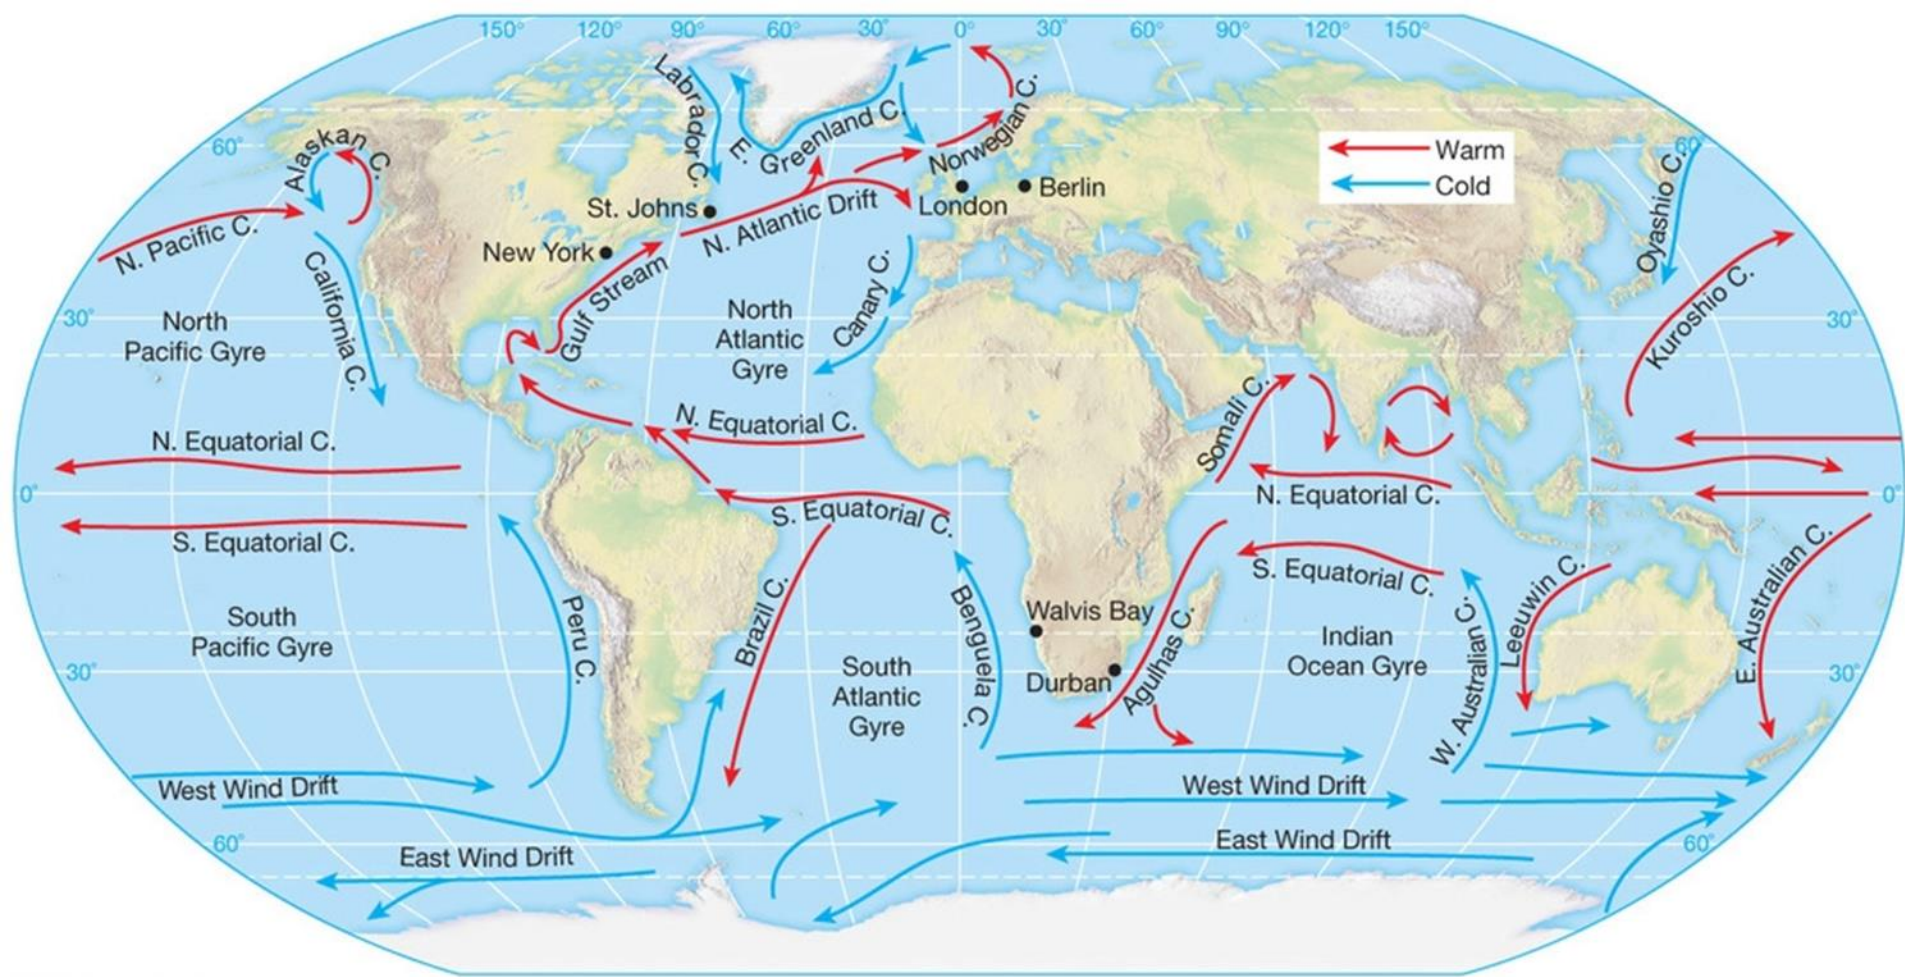 150°
120°
90°
60°
30°
0°
30°
60°
90°
120°
150°
Labrador C.
E. Greenland C.
Norwegian C.
Alaskan C.
60°
Warm
Cold
60°
Oyashio C.
St. Johns
London
Berlin
N. Pacific C.
New York
N. Atlantic Drift
California C.
Gulf Stream
Canary C.
Kuroshio C.
30°
North
Pacific Gyre
North
Atlantic
Gyre
30°
N. Equatorial C.
N. Equatorial C.
Somali C.
0°
S. Equatorial C.
S. Equatorial C.
N. Equatorial C.
0°
S. Equatorial C.
Leeuwin C.
E. Australian C.
South
Pacific Gyre
Peru C.
Brazil C.
Benguela C.
Walvis Bay
Durban
Agulhas C.
Indian
Ocean Gyre
W. Australian C.
30°
South
Atlantic
Gyre
30°
West Wind Drift
West Wind Drift
60°
East Wind Drift
East Wind Drift
60°